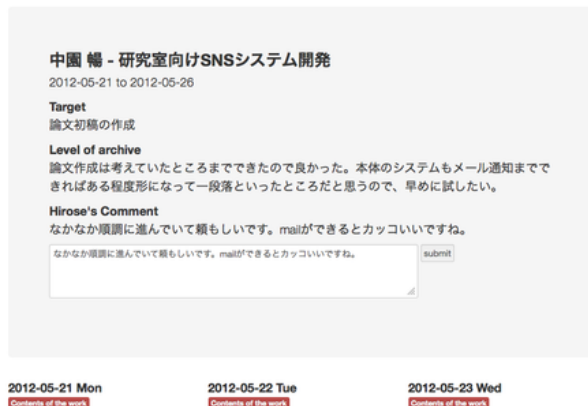 中園 暢 - 研究室向けSNSシステム開発
2012-05-21 to 2012-05-26
Target
論文初稿の作成
Level of archive
論文作成は考えていたところまでできたので良かった。本体のシステムもメール通知までで
きればある程度形になって一段落といったところだと思うので、早めに試したい。
Hirose's Comment
なかなか順調に進んでいて頼もしいです。mailができるとカッコいいですね。
なかなか順調に進んでいて頼もしいです。mailができるとカッコいいですね。 submit
2012-05-21 Mon 2012-05-22 Tue 2012-05-23 Wed
Contents of the work Contents of the work Contents of the work